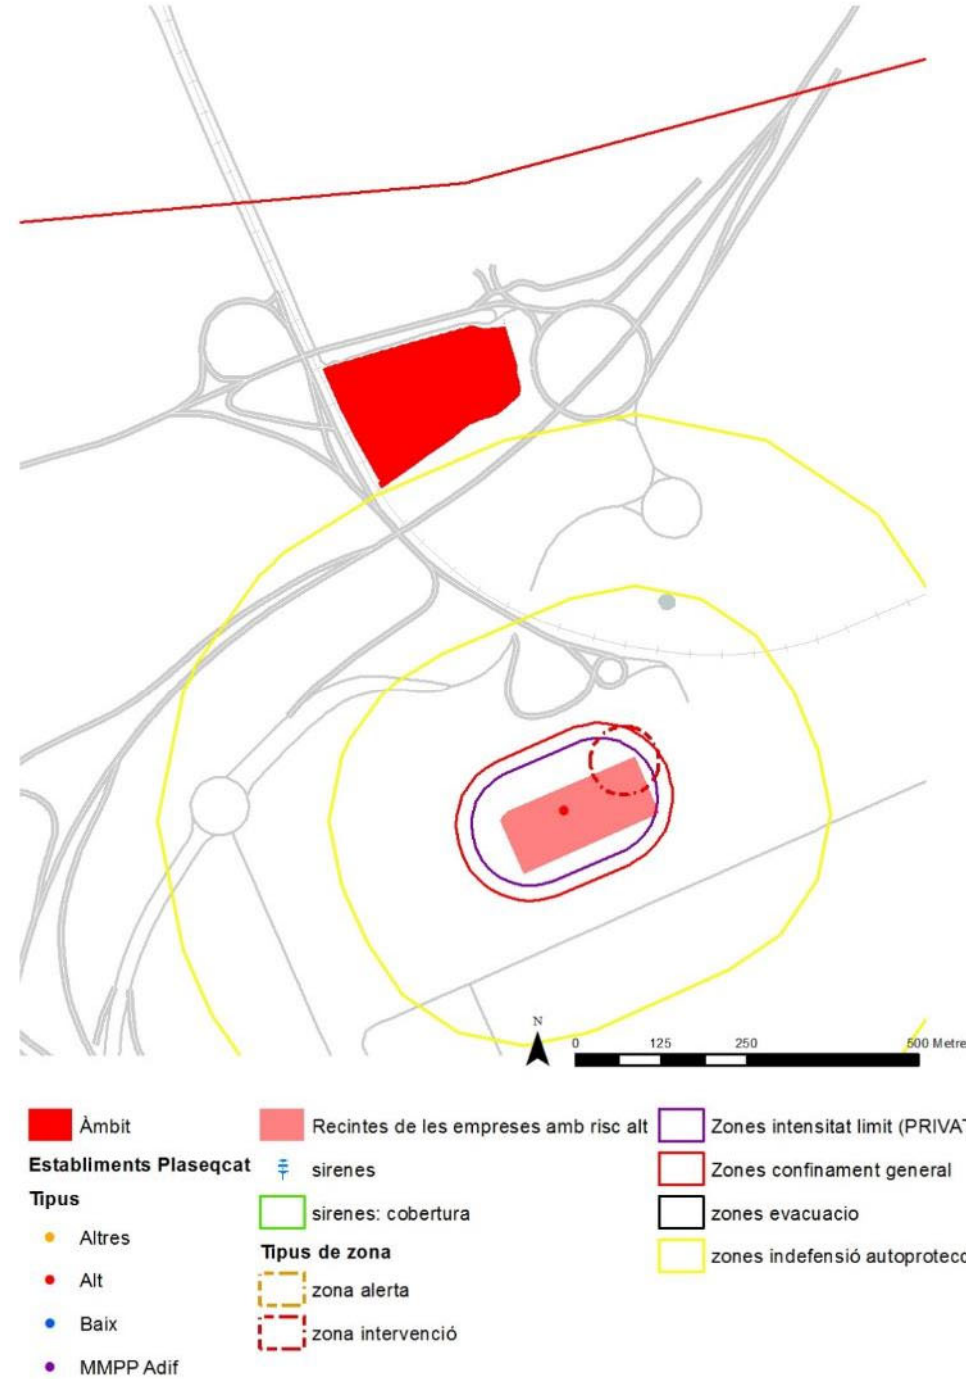 N
0 125 250 500 Metre
Àmbit
Establiments Plaseqcat
Tipus
Altres
Alt
Baix
MMPP Adif
Recintes de les empreses amb risc alt
sirenes
sirenes: cobertura
Tipus de zona
zona alerta
zona intervenció
Zones intensitat limit (PRIVAT
Zones confinament general
zones evacuacio
zones indefensió autoprotecc